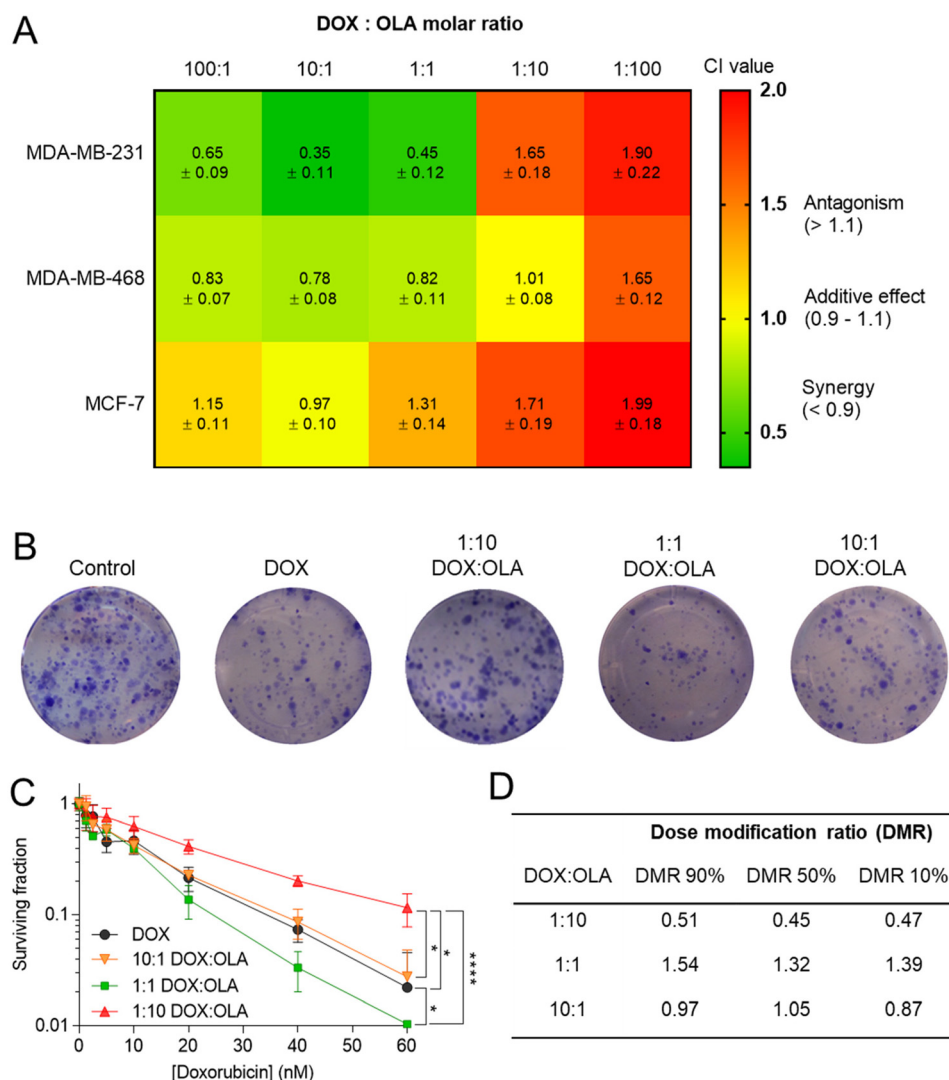 A
DOX : OLA molar ratio
100:1 10:1 1:1 1:10 1:100
CI value
MDA-MB-231
0.65 0.35 0.45 1.65 1.90
± 0.09 ± 0.11 ± 0.12 ± 0.18 ± 0.22
MDA-MB-468
0.83 0.78 0.82 1.01 1.65
± 0.07 ± 0.08 ± 0.11 ± 0.08 ± 0.12
MCF-7
1.15 0.97 1.31 1.71 1.99
± 0.11 ± 0.10 ± 0.14 ± 0.19 ± 0.18
2.0
1.5
1.0
0.5
Antagonism
(> 1.1)
Additive effect
(0.9 - 1.1)
Synergy
(< 0.9)
B
Control
DOX
1:10
DOX:OLA
1:1
DOX:OLA
10:1
DOX:OLA
C
Surviving fraction
1
0.1
0.01
DOX
10:1 DOX:OLA
1:1 DOX:OLA
1:10 DOX:OLA
*
*
*
****
0 10 20 30 40 50 60
[Doxorubicin] (nM)
D
Dose modification ratio (DMR)
DOX:OLA DMR 90% DMR 50% DMR 10%
1:10 0.51 0.45 0.47
1:1 1.54 1.32 1.39
10:1 0.97 1.05 0.87